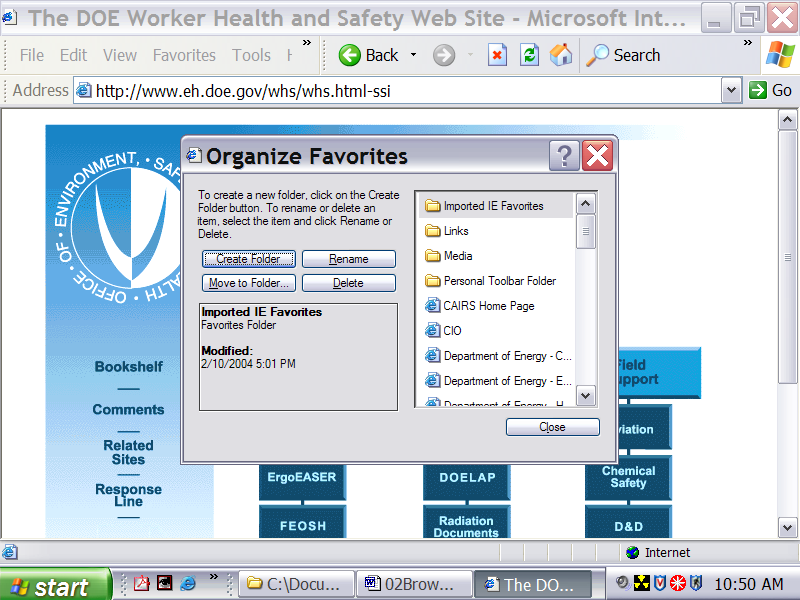 The DOE Worker Health and Safety Web Site - Microsoft Int...
File Edit View Favorites Tools » Back Search »
Address http://www.eh.doe.gov/whs/whs.html-ssi Go
OFFICE • OF • ENVIRONMENT, • SAF
HEALTH •
Bookshelf
Comments
Related
Sites
Response
Line
Organize Favorites
To create a new folder, click on the Create
Folder button. To rename or delete an
item, select the item and click Rename or
Delete.
Create Folder Rename
Move to Folder... Delete
Imported IE Favorites
Favorites Folder
Modified:
2/10/2004 5:01 PM
Imported IE Favorites
Links
Media
Personal Toolbar Folder
CAIRS Home Page
CIO
Department of Energy - C...
Department of Energy - E...
Department of Energy - H...
Close
Field
upport
viation
ErgoEASER
DOELAP
Chemical
Safety
FEOSH
Radiation
Documents
D&D
Internet
start » C:\Docu... 02Brow... The DO... 10:50 AM